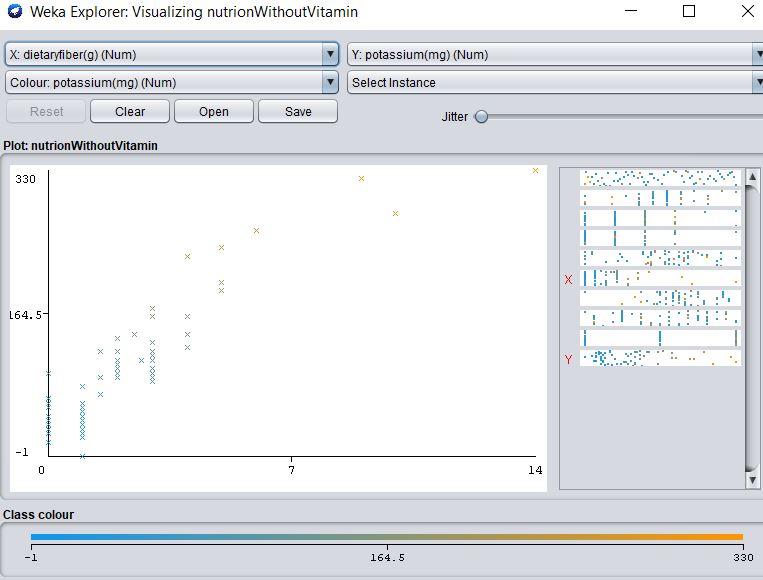 Weka Explorer: Visualizing nutrionWithoutVitamin
X: dietaryfiber(g) (Num) Y: potassium(mg) (Num)
Colour: potassium(mg) (Num) Select Instance
Reset Clear Open Save Jitter
Plot: nutrionWithoutVitamin
330
164.5
-1
0 7 14
X
Y
Class colour
-1 164.5 330